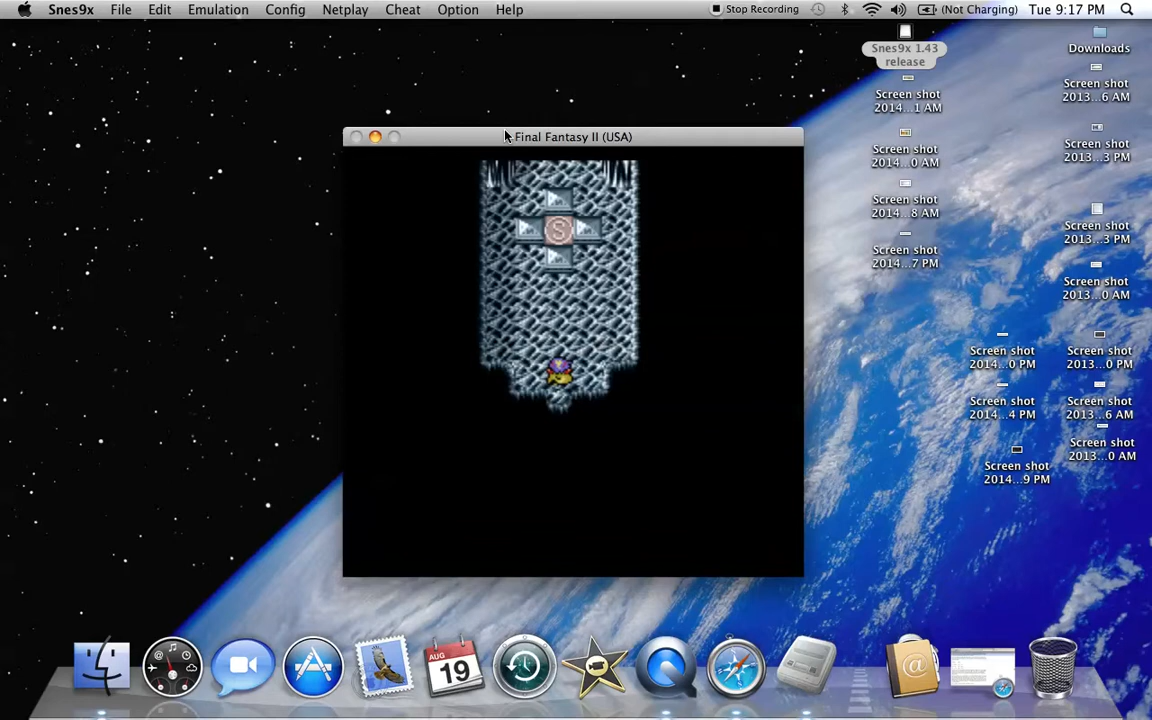 Snes9x File Edit Emulation Config Netplay Cheat Option Help Stop Recording (Not Charging) Tue 9:17 PM
Snes9x 1.43
release
Downloads
Screen shot
2014...1 AM
Screen shot
2013...6 AM
Screen shot
2014...0 AM
Screen shot
2013...3 PM
Screen shot
2014...8 AM
Screen shot
2013...3 PM
Screen shot
2014...7 PM
Screen shot
2013...0 AM
Screen shot
2014...0 PM
Screen shot
2013...0 PM
Screen shot
2014...4 PM
Screen shot
2013...6 AM
Screen shot
2013...0 AM
Screen shot
2014...9 PM
Final Fantasy II (USA)
S
AUG
19
@